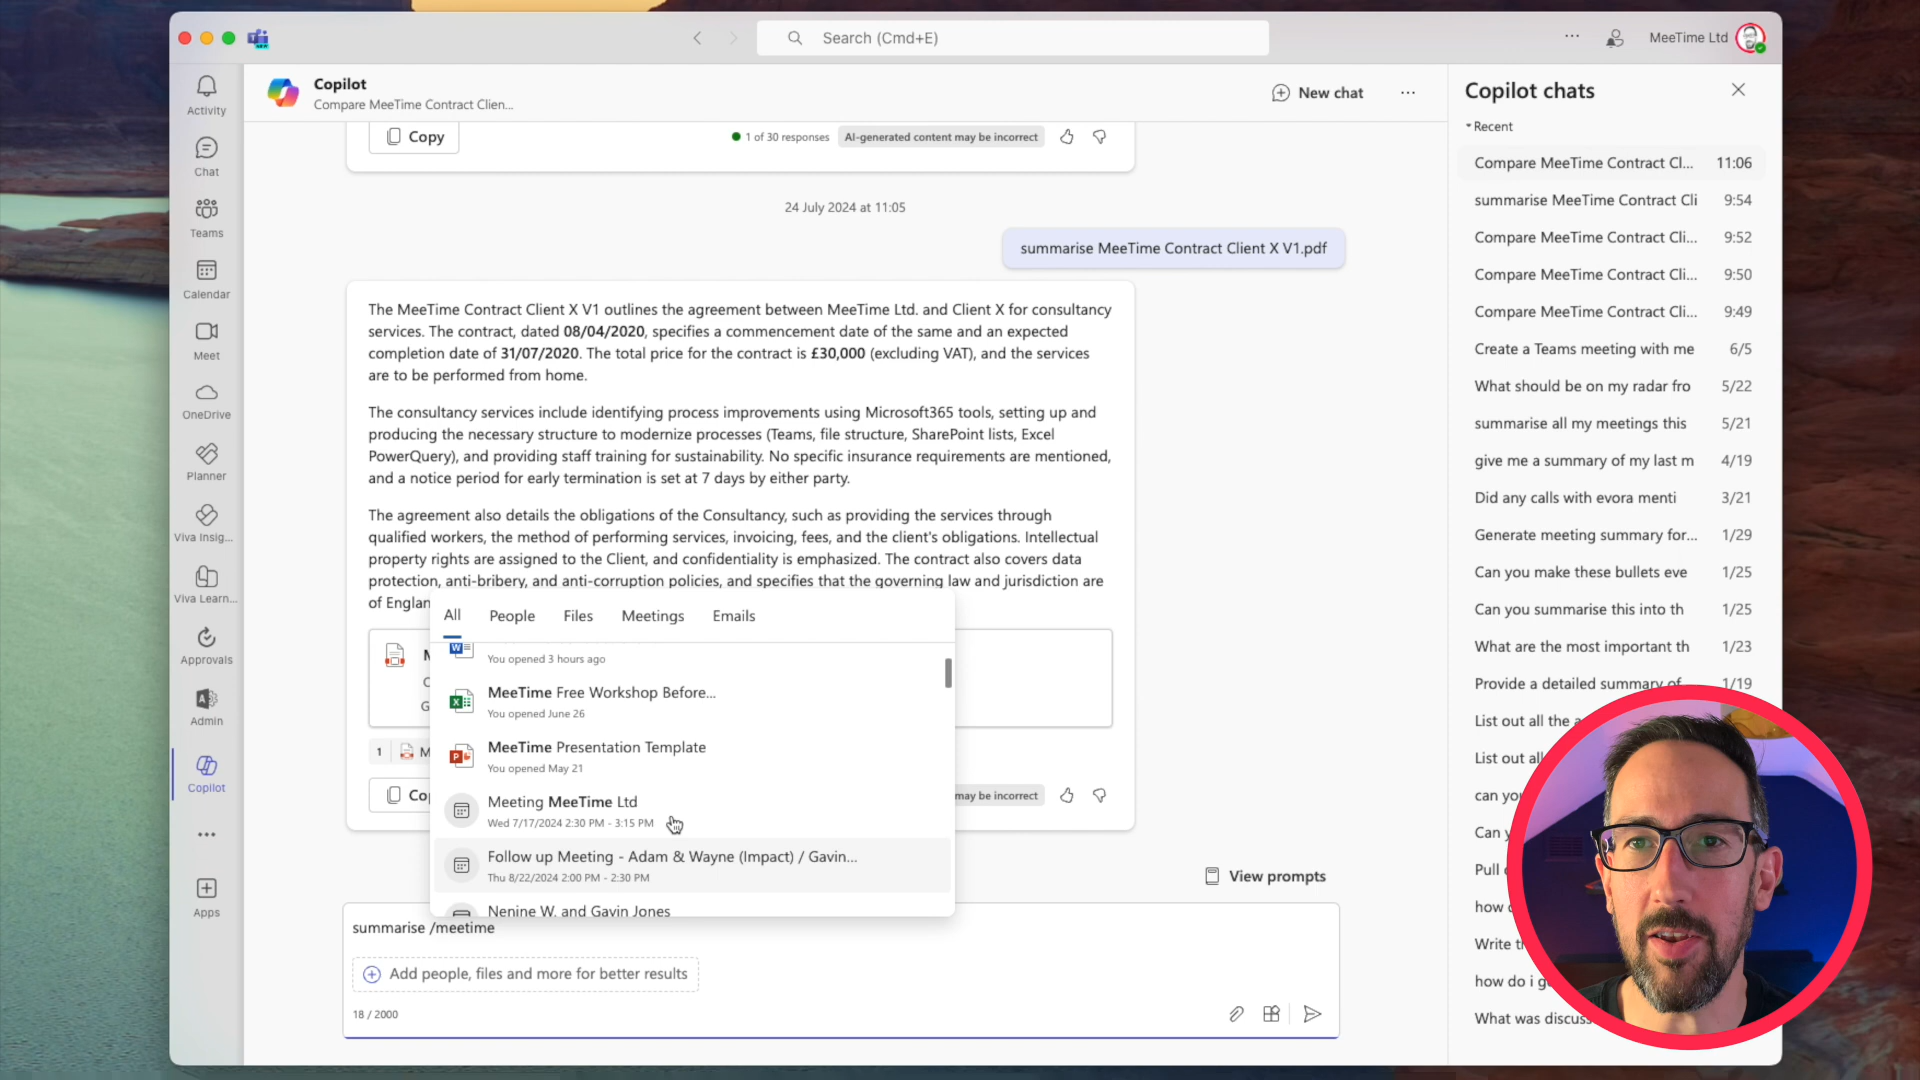 Search (Cmd+E)
MeeTime Ltd
Activity
Chat
Teams
Calendar
Meet
OneDrive
Planner
Viva Insig...
Viva Learn...
Approvals
Admin
Copilot
Apps
Copilot
Compare MeeTime Contract Clien...
New chat
Copy
1 of 30 responses
AI-generated content may be incorrect
24 July 2024 at 11:05
summarise MeeTime Contract Client X V1.pdf
The MeeTime Contract Client X V1 outlines the agreement between MeeTime Ltd. and Client X for consultancy
services. The contract, dated 08/04/2020, specifies a commencement date of the same and an expected
completion date of 31/07/2020. The total price for the contract is £30,000 (excluding VAT), and the services
are to be performed from home.
The consultancy services include identifying process improvements using Microsoft365 tools, setting up and
producing the necessary structure to modernize processes (Teams, file structure, SharePoint lists, Excel
PowerQuery), and providing staff training for sustainability. No specific insurance requirements are mentioned,
and a notice period for early termination is set at 7 days by either party.
The agreement also details the obligations of the Consultancy, such as providing the services through
qualified workers, the method of performing services, invoicing, fees, and the client's obligations. Intellectual
property rights are assigned to the Client, and confidentiality is emphasized. The contract also covers data
protection, anti-bribery, and anti-corruption policies, and specifies that the governing law and jurisdiction are
of Englan
All People Files Meetings Emails
You opened 3 hours ago
MeeTime Free Workshop Before...
You opened June 26
MeeTime Presentation Template
You opened May 21
Meeting MeeTime Ltd
Wed 7/17/2024 2:30 PM - 3:15 PM
Follow up Meeting - Adam & Wayne (Impact) / Gavin...
Thu 8/22/2024 2:00 PM - 2:30 PM
Nenine W. and Gavin Jones
1
may be incorrect
View prompts
summarise /meetime
Add people, files and more for better results
18 / 2000
Copilot chats
Recent
Compare MeeTime Contract Cl... 11:06
summarise MeeTime Contract Cli 9:54
Compare MeeTime Contract Cli... 9:52
Compare MeeTime Contract Cli... 9:50
Compare MeeTime Contract Cli... 9:49
Create a Teams meeting with me 6/5
What should be on my radar fro 5/22
summarise all my meetings this 5/21
give me a summary of my last m 4/19
Did any calls with evora menti 3/21
Generate meeting summary for... 1/29
Can you make these bullets eve 1/25
Can you summarise this into th 1/25
What are the most important th 1/23
Provide a detailed summary of 1/19
List out all the a
List out all
can you
Can y
Pull o
how
Write th
how do i g
What was discuss